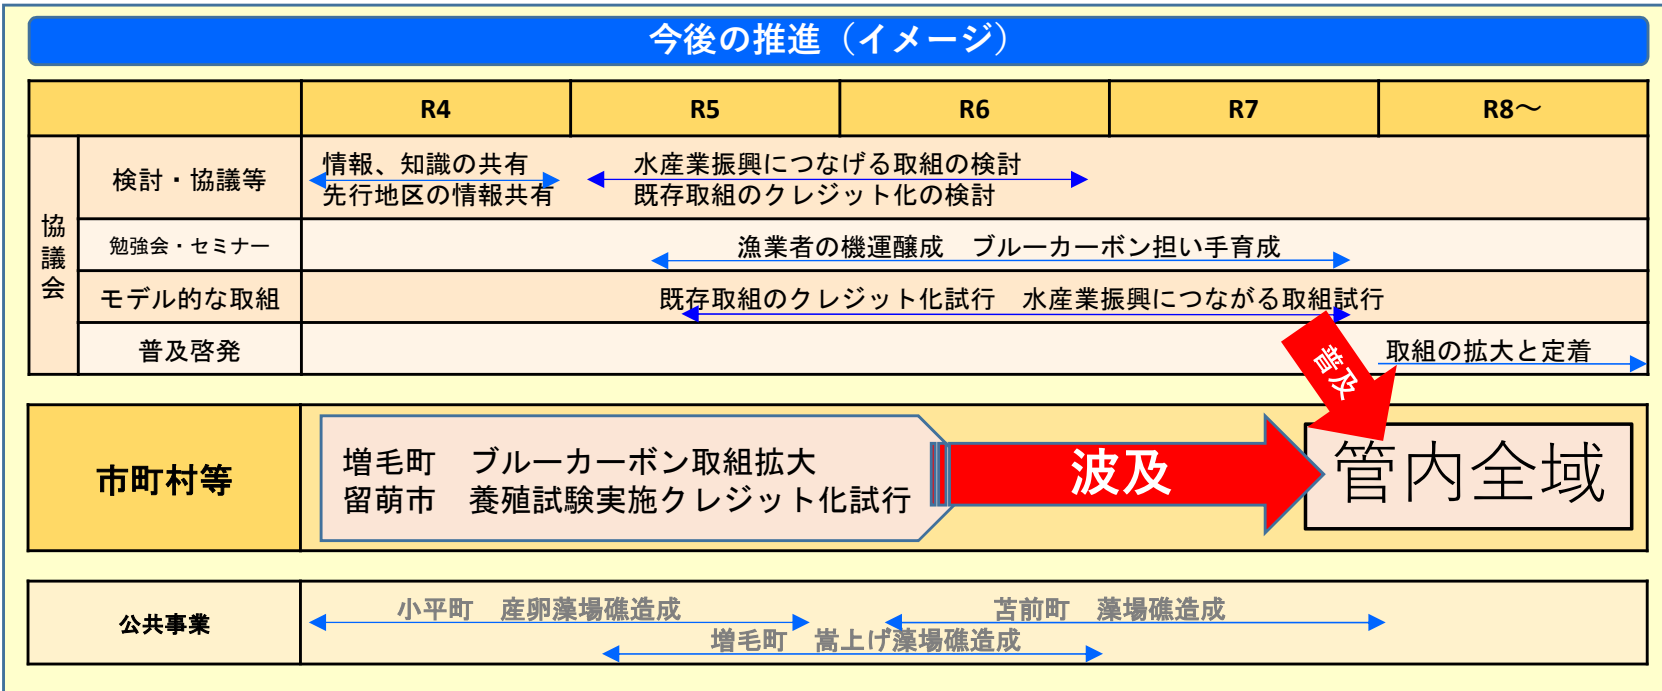 今後の推進（イメージ）
R4 R5 R6 R7 R8～
協議会
検討・協議等
情報、知識の共有
先行地区の情報共有
水産業振興につなげる取組の検討
既存取組のクレジット化の検討
勉強会・セミナー
漁業者の機運醸成　ブルーカーボン担い手育成
モデル的な取組
既存取組のクレジット化試行　水産業振興につながる取組試行
普及啓発
取組の拡大と定着
普及
市町村等
増毛町　ブルーカーボン取組拡大
留萌市　養殖試験実施クレジット化試行
波及
管内全域
公共事業
小平町　産卵藻場礁造成
苫前町　藻場礁造成
増毛町　嵩上げ藻場礁造成